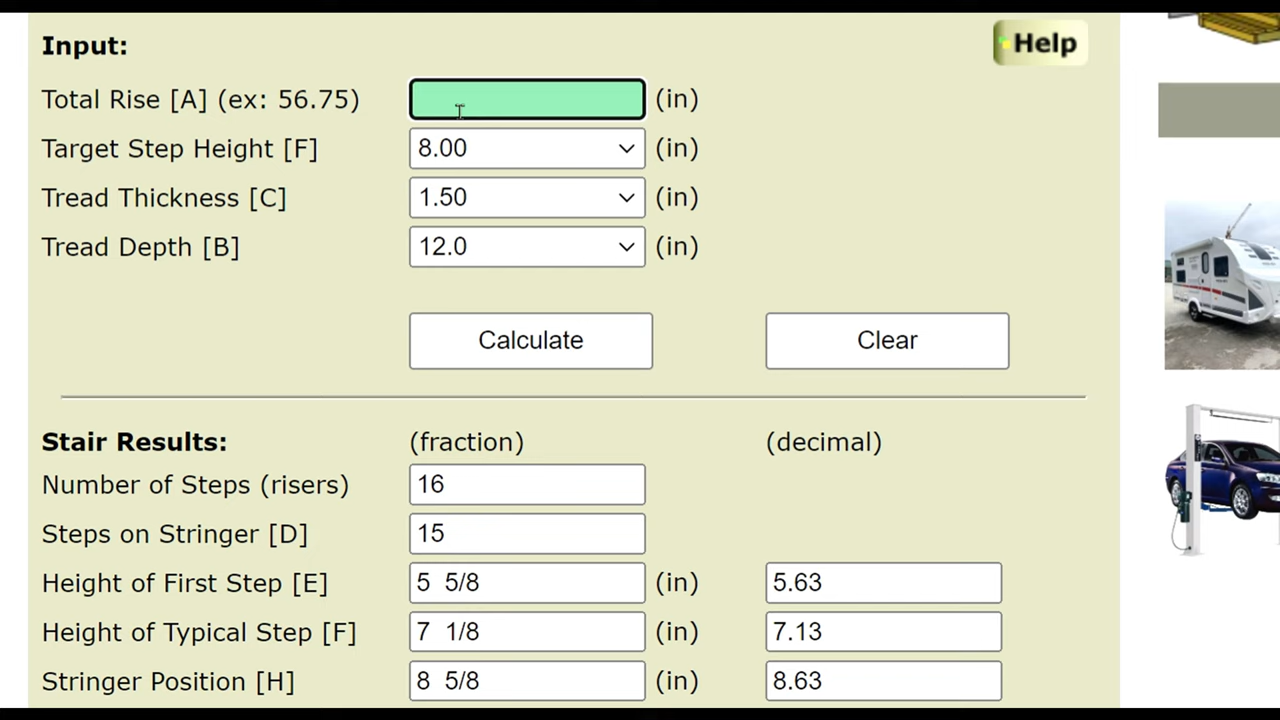 Input:
Help
Total Rise [A] (ex: 56.75) (in)
Target Step Height [F] 8.00 (in)
Tread Thickness [C] 1.50 (in)
Tread Depth [B] 12.0 (in)
Calculate Clear
Stair Results: (fraction) (decimal)
Number of Steps (risers) 16
Steps on Stringer [D] 15
Height of First Step [E] 5 5/8 (in) 5.63
Height of Typical Step [F] 7 1/8 (in) 7.13
Stringer Position [H] 8 5/8 (in) 8.63